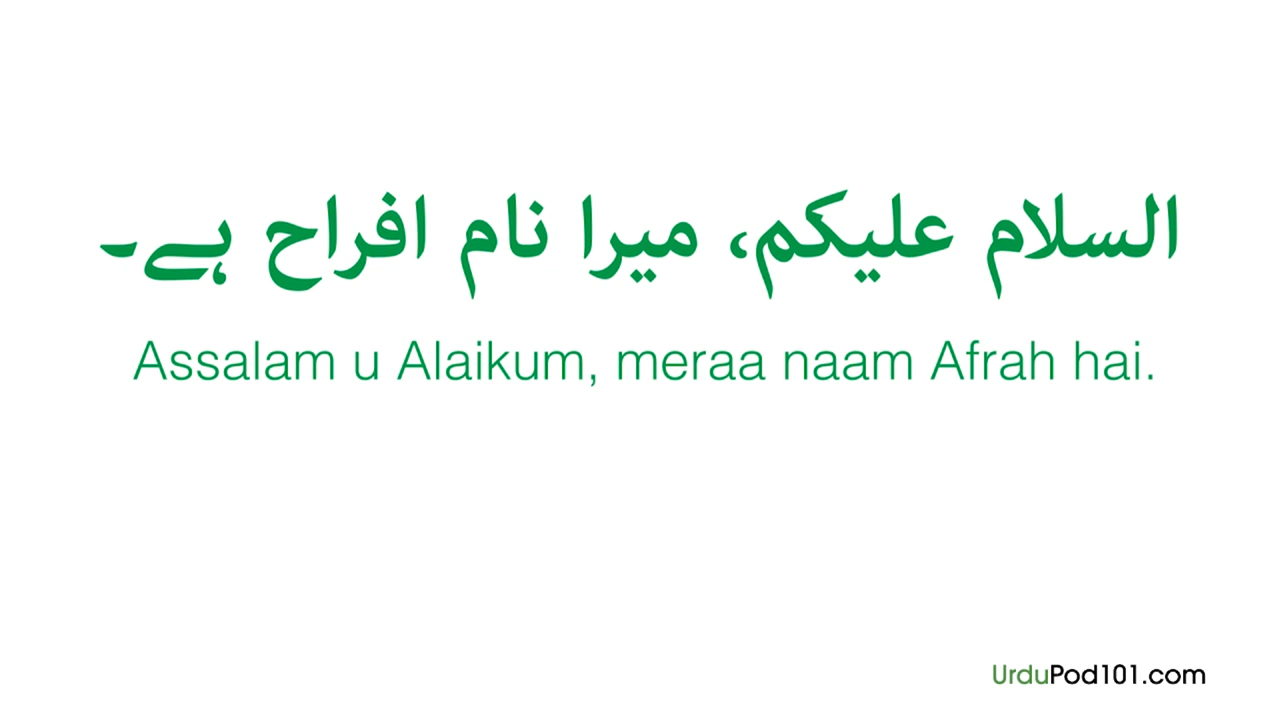 السلام علیکم، میرا نام افراح ہے۔
Assalam u Alaikum, meraa naam Afrah hai.
UrduPod101.com